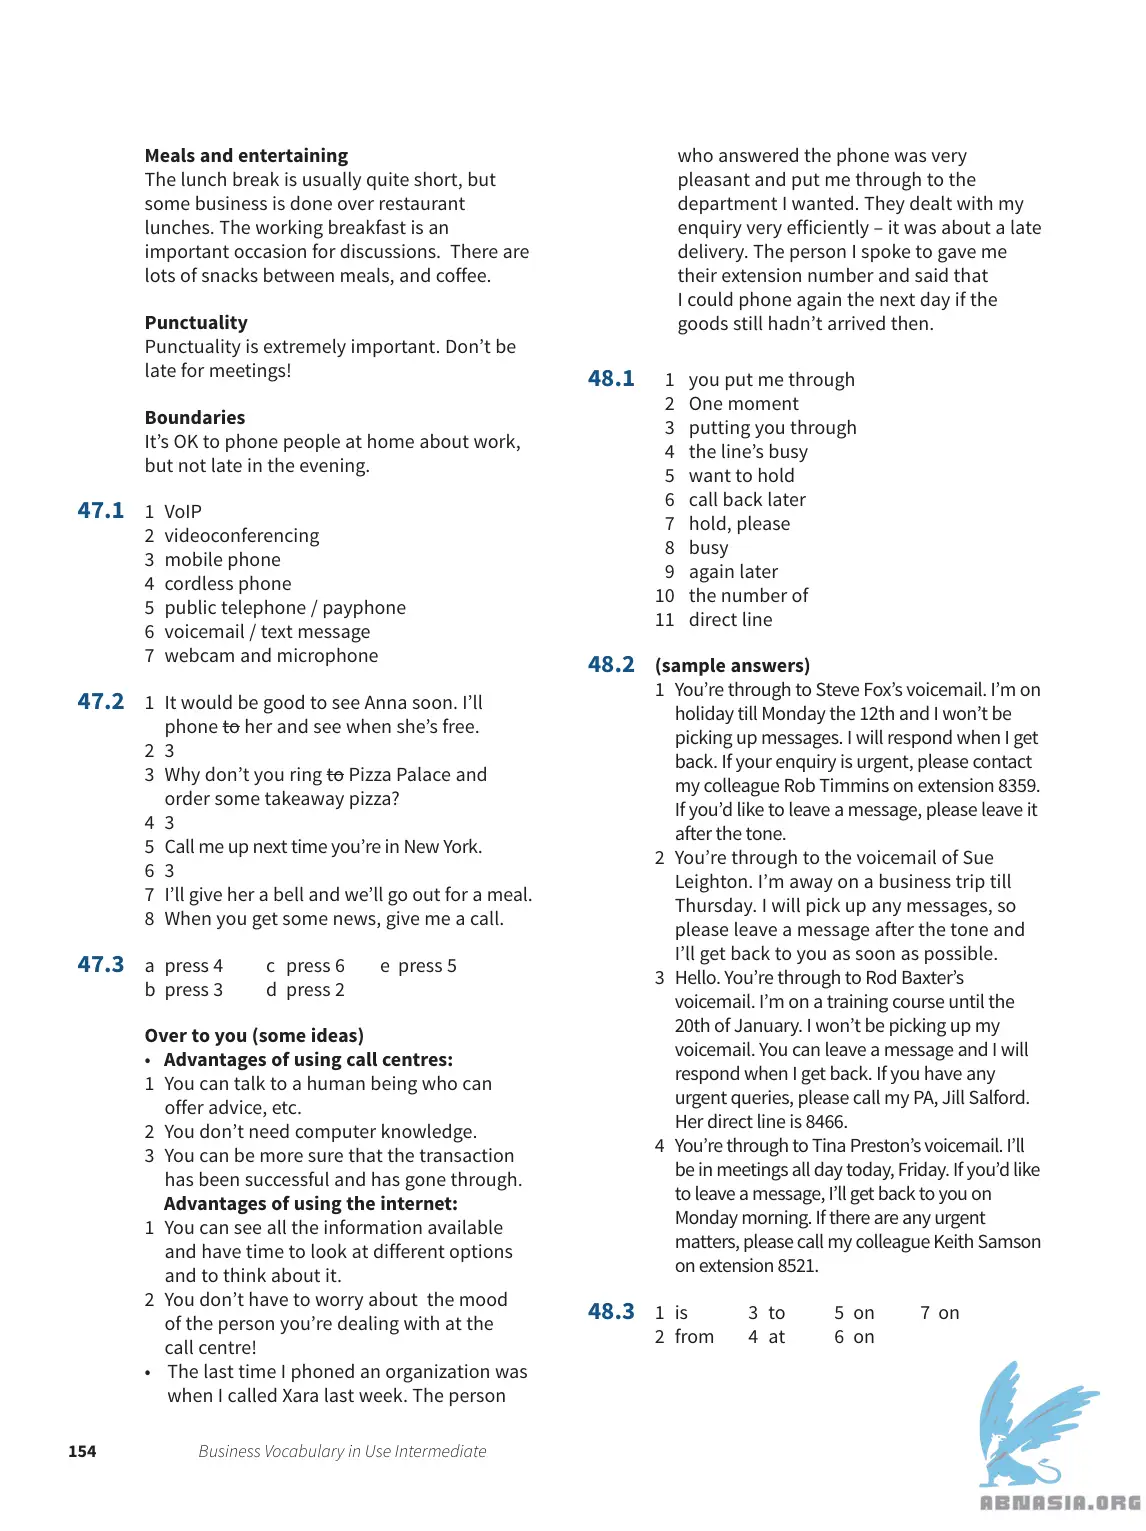 Meals and entertaining
The lunch break is usually quite short, but
some business is done over restaurant
lunches. The working breakfast is an
important occasion for discussions.  There are
lots of snacks between meals, and coffee.
Punctuality
Punctuality is extremely important. Don’t be
late for meetings!
Boundaries
It’s OK to phone people at home about work,
but not late in the evening.
47.1 1 VoIP
2 videoconferencing
3 mobile phone
4 cordless phone
5 public telephone / payphone
6 voicemail / text message
7 webcam and microphone
47.2 1 It would be good to see Anna soon. I’ll
phone to her and see when she’s free.
2 3
3 Why don’t you ring to Pizza Palace and
order some takeaway pizza?
4 3
5 Call me up next time you’re in New York.
6 3
7 I’ll give her a bell and we’ll go out for a meal.
8 When you get some news, give me a call.
47.3 a press 4 c press 6 e press 5
b press 3 d press 2
Over to you (some ideas)
• Advantages of using call centres:
1 You can talk to a human being who can
offer advice, etc.
2 You don’t need computer knowledge.
3 You can be more sure that the transaction
has been successful and has gone through.
Advantages of using the internet:
1 You can see all the information available
and have time to look at different options
and to think about it.
2 You don’t have to worry about  the mood
of the person you’re dealing with at the
call centre!
• The last time I phoned an organization was
when I called Xara last week. The person
who answered the phone was very
pleasant and put me through to the
department I wanted. They dealt with my
enquiry very efficiently – it was about a late
delivery. The person I spoke to gave me
their extension number and said that
I could phone again the next day if the
goods still hadn’t arrived then.
48.1 1 you put me through
2 One moment
3 putting you through
4 the line’s busy
5 want to hold
6 call back later
7 hold, please
8 busy
9 again later
10 the number of
11 direct line
48.2 (sample answers)
1 You’re through to Steve Fox’s voicemail. I’m on
holiday till Monday the 12th and I won’t be
picking up messages. I will respond when I get
back. If your enquiry is urgent, please contact
my colleague Rob Timmins on extension 8359.
If you’d like to leave a message, please leave it
after the tone.
2 You’re through to the voicemail of Sue
Leighton. I’m away on a business trip till
Thursday. I will pick up any messages, so
please leave a message after the tone and
I’ll get back to you as soon as possible.
3 Hello. You’re through to Rod Baxter’s
voicemail. I’m on a training course until the
20th of January. I won’t be picking up my
voicemail. You can leave a message and I will
respond when I get back. If you have any
urgent queries, please call my PA, Jill Salford.
Her direct line is 8466.
4 You’re through to Tina Preston’s voicemail. I’ll
be in meetings all day today, Friday. If you’d like
to leave a message, I’ll get back to you on
Monday morning. If there are any urgent
matters, please call my colleague Keith Samson
on extension 8521.
48.3 1 is 3 to 5 on 7 on
2 from 4 at 6 on
154 Business Vocabulary in Use Intermediate
ABNASIA.ORG